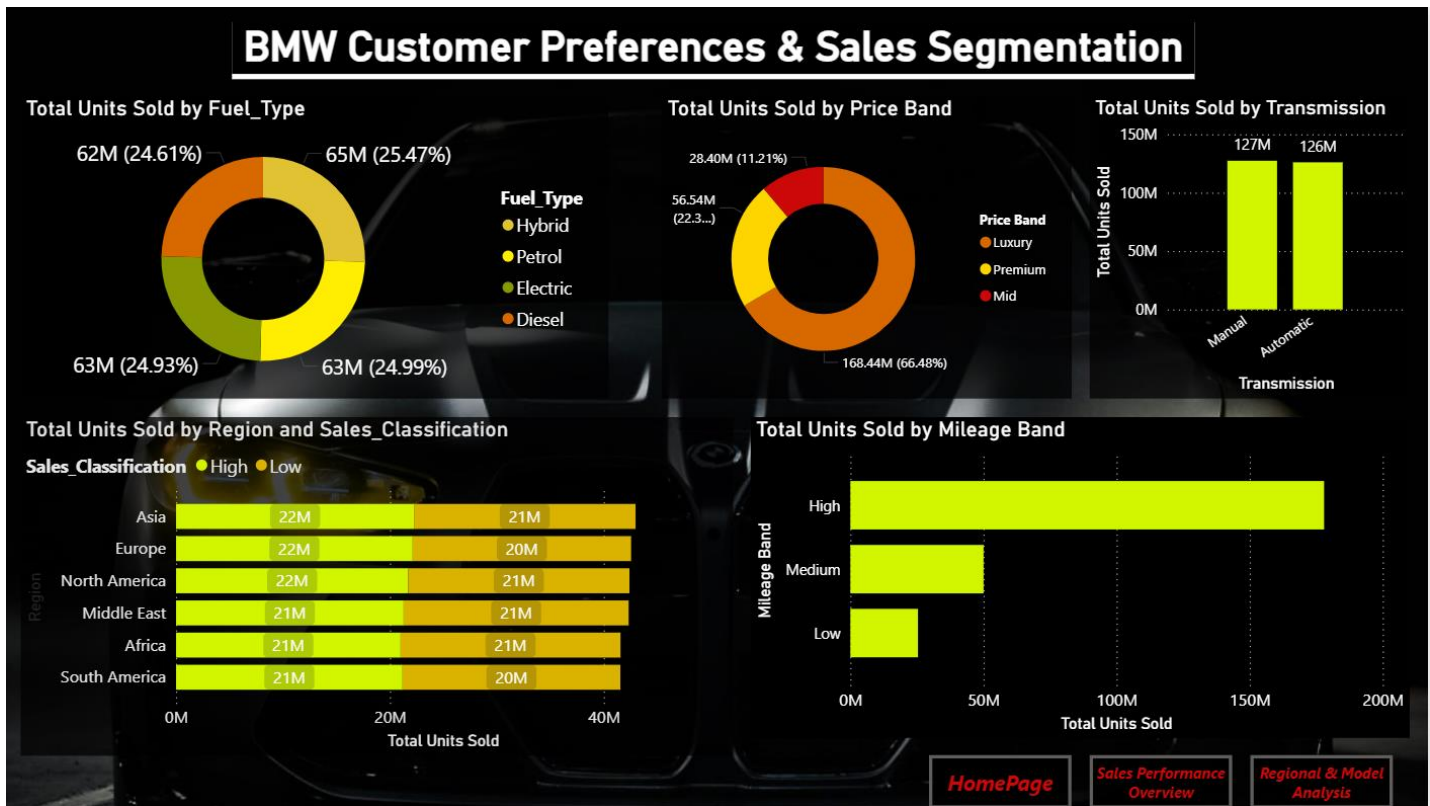 BMW Customer Preferences & Sales Segmentation
Total Units Sold by Fuel_Type
62M (24.61%)
65M (25.47%)
63M (24.93%)
63M (24.99%)
Fuel_Type
Hybrid
Petrol
Electric
Diesel
Total Units Sold by Price Band
28.40M (11.21%)
56.54M
(22.3...)
168.44M (66.48%)
Price Band
Luxury
Premium
Mid
Total Units Sold by Transmission
Total Units Sold
150M
100M
50M
0M
127M
126M
Manual
Automatic
Transmission
Total Units Sold by Region and Sales_Classification
Sales_Classification High Low
Region
Asia 22M 21M
Europe 22M 20M
North America 22M 21M
Middle East 21M 21M
Africa 21M 21M
South America 21M 20M
0M 20M 40M
Total Units Sold
Total Units Sold by Mileage Band
Mileage Band
High
Medium
Low
0M 50M 100M 150M 200M
Total Units Sold
HomePage
Sales Performance
Overview
Regional & Model
Analysis